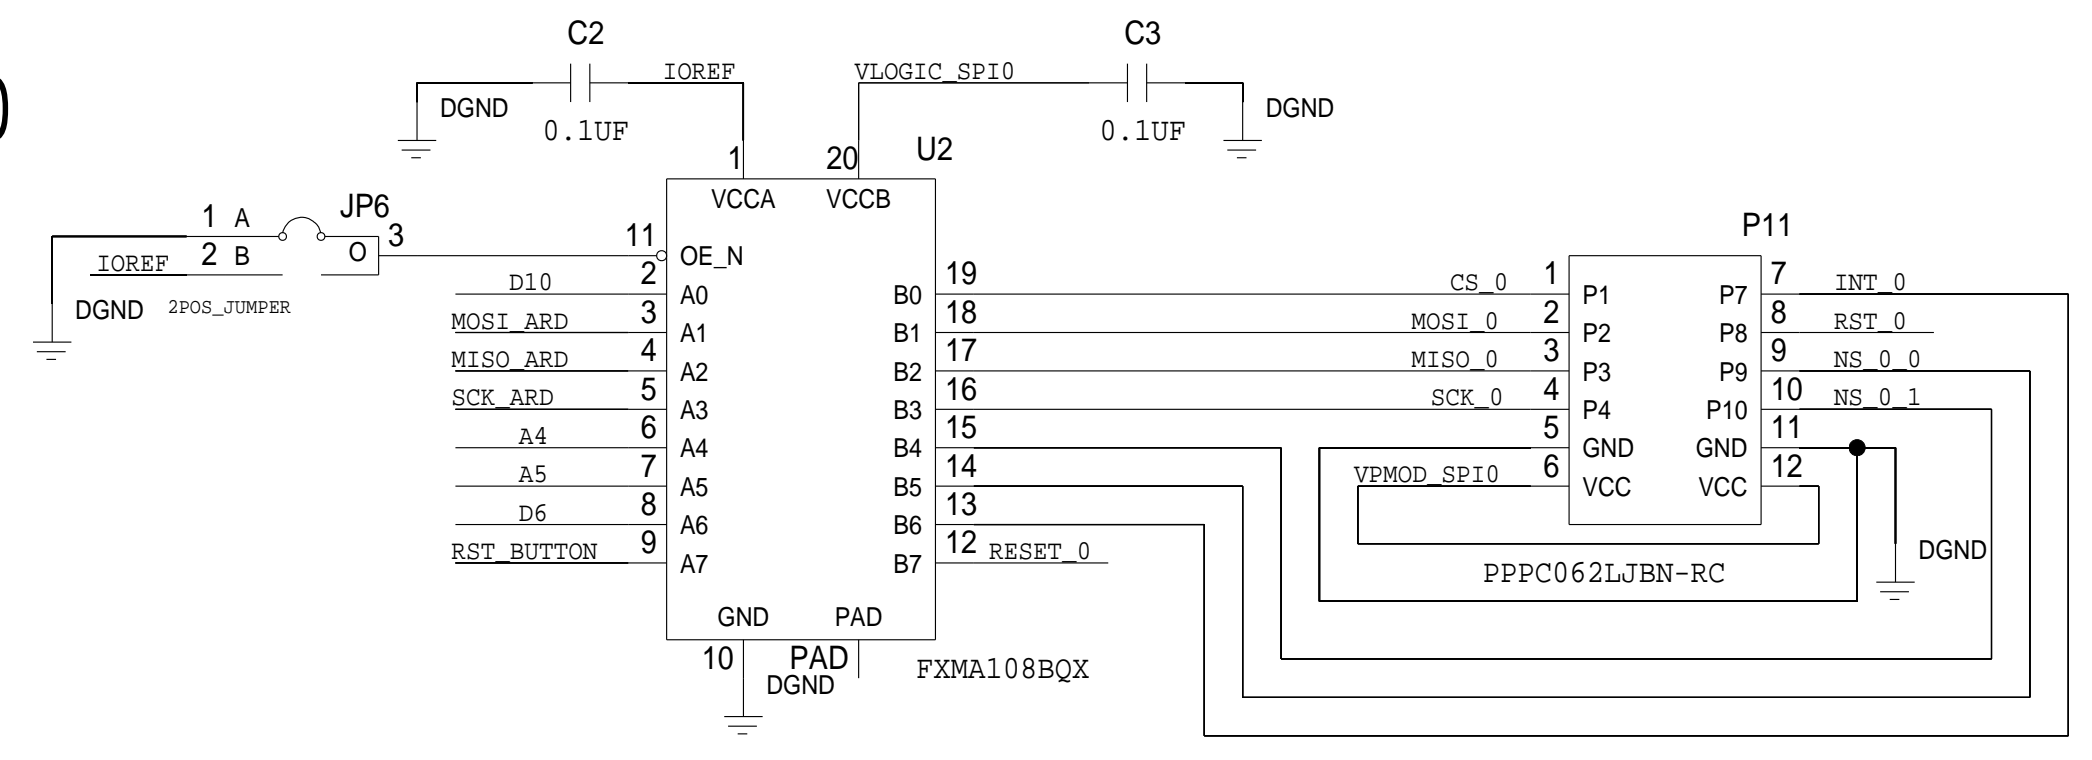 C2
C3
IOREF
VLOGIC_SPI0
DGND
DGND
0.1UF
0.1UF
1
20
U2
VCCA
VCCB
1 A
JP6
3
2 B
O
IOREF
DGND
2POS_JUMPER
11
OE_N
D10
2
A0
MOSI_ARD
3
A1
MISO_ARD
4
A2
SCK_ARD
5
A3
A4
6
A4
A5
7
A5
D6
8
A6
RST_BUTTON
9
A7
19
B0
18
B1
17
B2
16
B3
15
B4
14
B5
13
B6
12
B7
RESET_0
GND
PAD
10
PAD
DGND
FXMA108BQX
P11
CS_0
1
P1
MOSI_0
2
P2
MISO_0
3
P3
SCK_0
4
P4
5
GND
VPMOD_SPI0
6
VCC
P7
7
INT_0
P8
8
RST_0
P9
9
NS_0_0
P10
10
NS_0_1
GND
11
VCC
12
DGND
PPPC062LJBN-RC